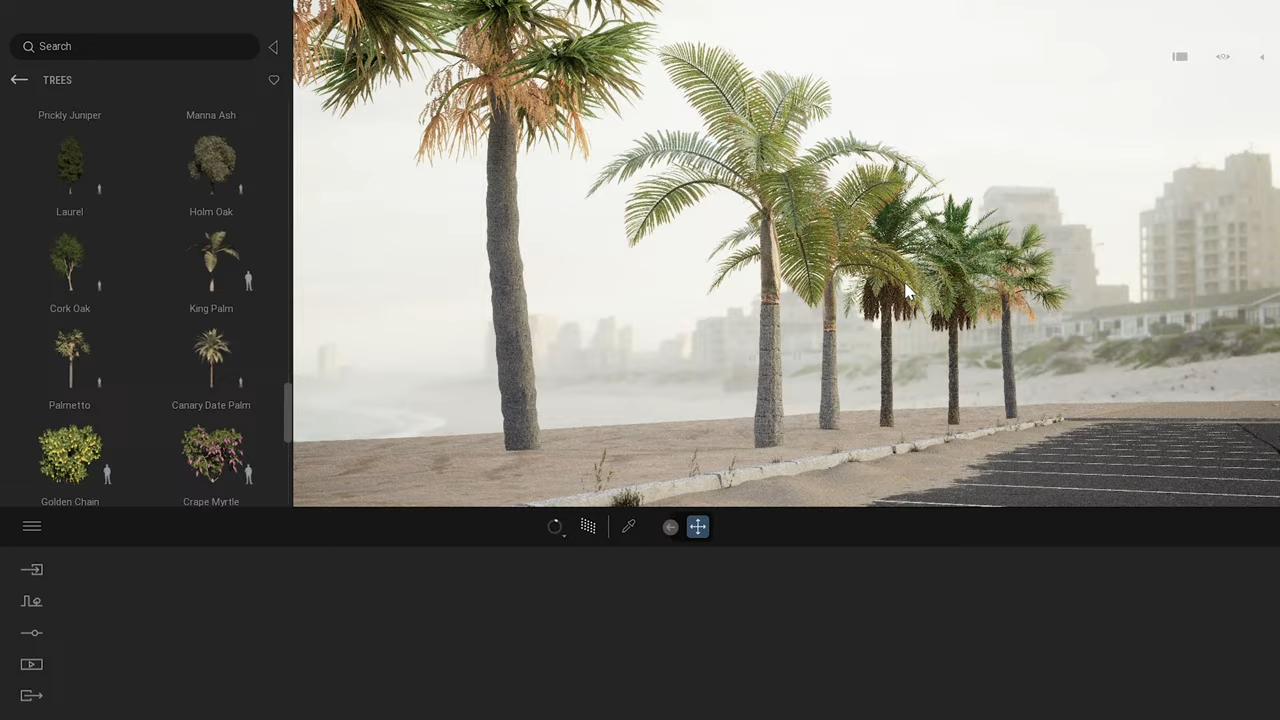 Search
TREES
Prickly Juniper
Manna Ash
Laurel
Holm Oak
Cork Oak
King Palm
Palmetto
Canary Date Palm
Golden Chain
Crape Myrtle